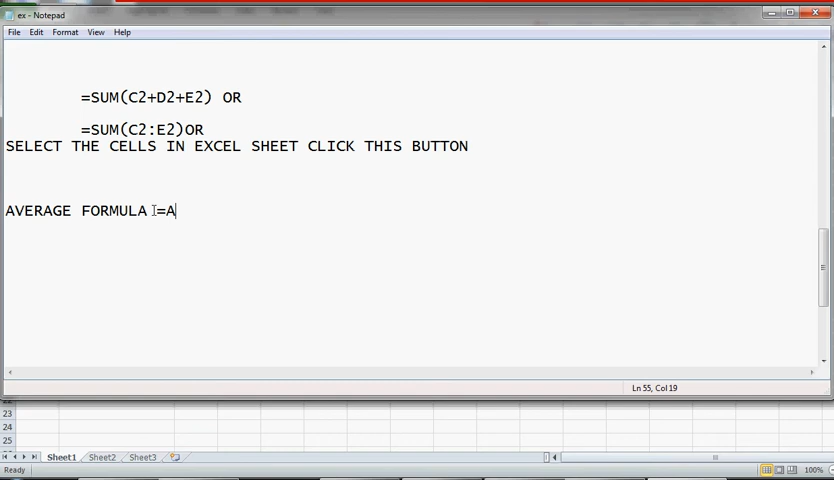 ex - Notepad
File Edit Format View Help
=SUM(C2+D2+E2) OR
=SUM(C2:E2)OR
SELECT THE CELLS IN EXCEL SHEET CLICK THIS BUTTON
AVERAGE FORMULA =A
Ln 55, Col 19
23
24
25
Sheet1 Sheet2 Sheet3
Ready 100%